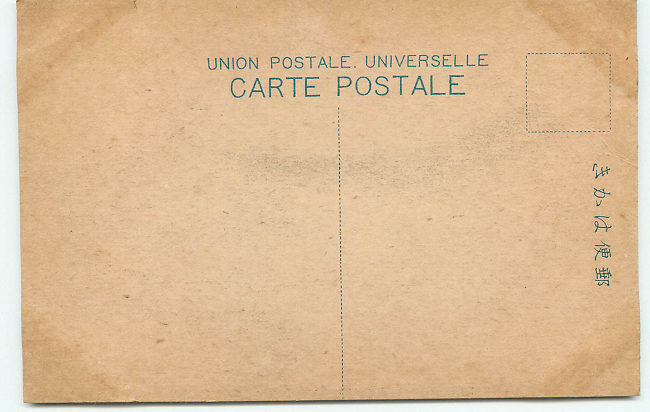 UNION POSTALE. UNIVERSELLE
CARTE POSTALE
郵便はかき